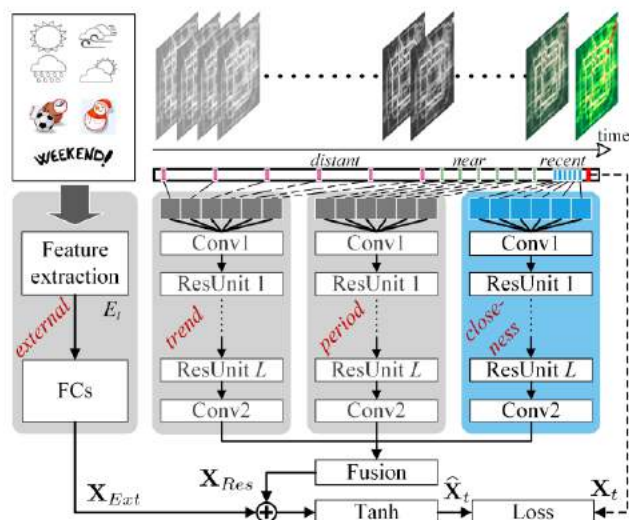 WEEKEND!
time
distant near recent
Feature extraction
E_t
external
FCs
Conv1
ResUnit 1
trend
ResUnit L
Conv2
Conv1
ResUnit 1
period
ResUnit L
Conv2
Conv1
ResUnit 1
close-
ness
ResUnit L
Conv2
Fusion
X_Ext
X_Res
Tanh
X̂_t
Loss
X_t